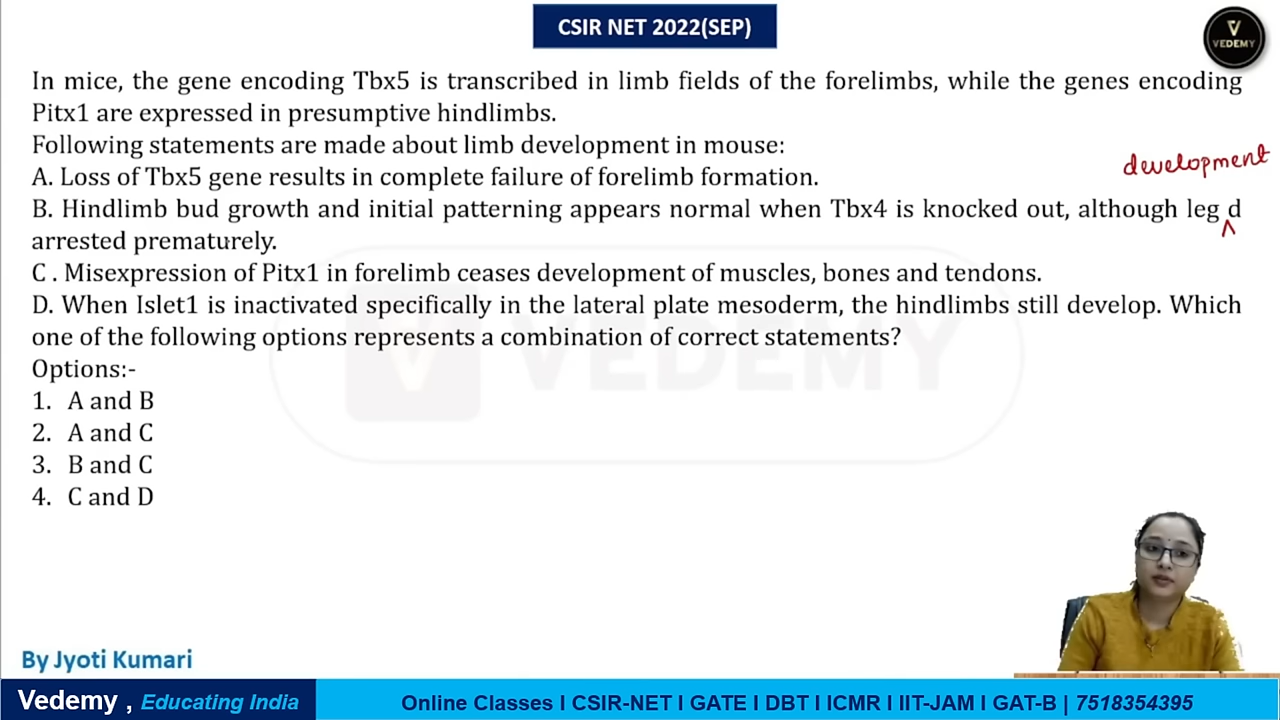 CSIR NET 2022(SEP)
VEDEMY
In mice, the gene encoding Tbx5 is transcribed in limb fields of the forelimbs, while the genes encoding
Pitx1 are expressed in presumptive hindlimbs.
Following statements are made about limb development in mouse:
development
A. Loss of Tbx5 gene results in complete failure of forelimb formation.
B. Hindlimb bud growth and initial patterning appears normal when Tbx4 is knocked out, although leg d
arrested prematurely.
C . Misexpression of Pitx1 in forelimb ceases development of muscles, bones and tendons.
D. When Islet1 is inactivated specifically in the lateral plate mesoderm, the hindlimbs still develop. Which
one of the following options represents a combination of correct statements?
Options:-
1. A and B
2. A and C
3. B and C
4. C and D
VEDEMY
By Jyoti Kumari
Vedemy , Educating India
Online Classes I CSIR-NET I GATE I DBT I ICMR I IIT-JAM I GAT-B | 7518354395